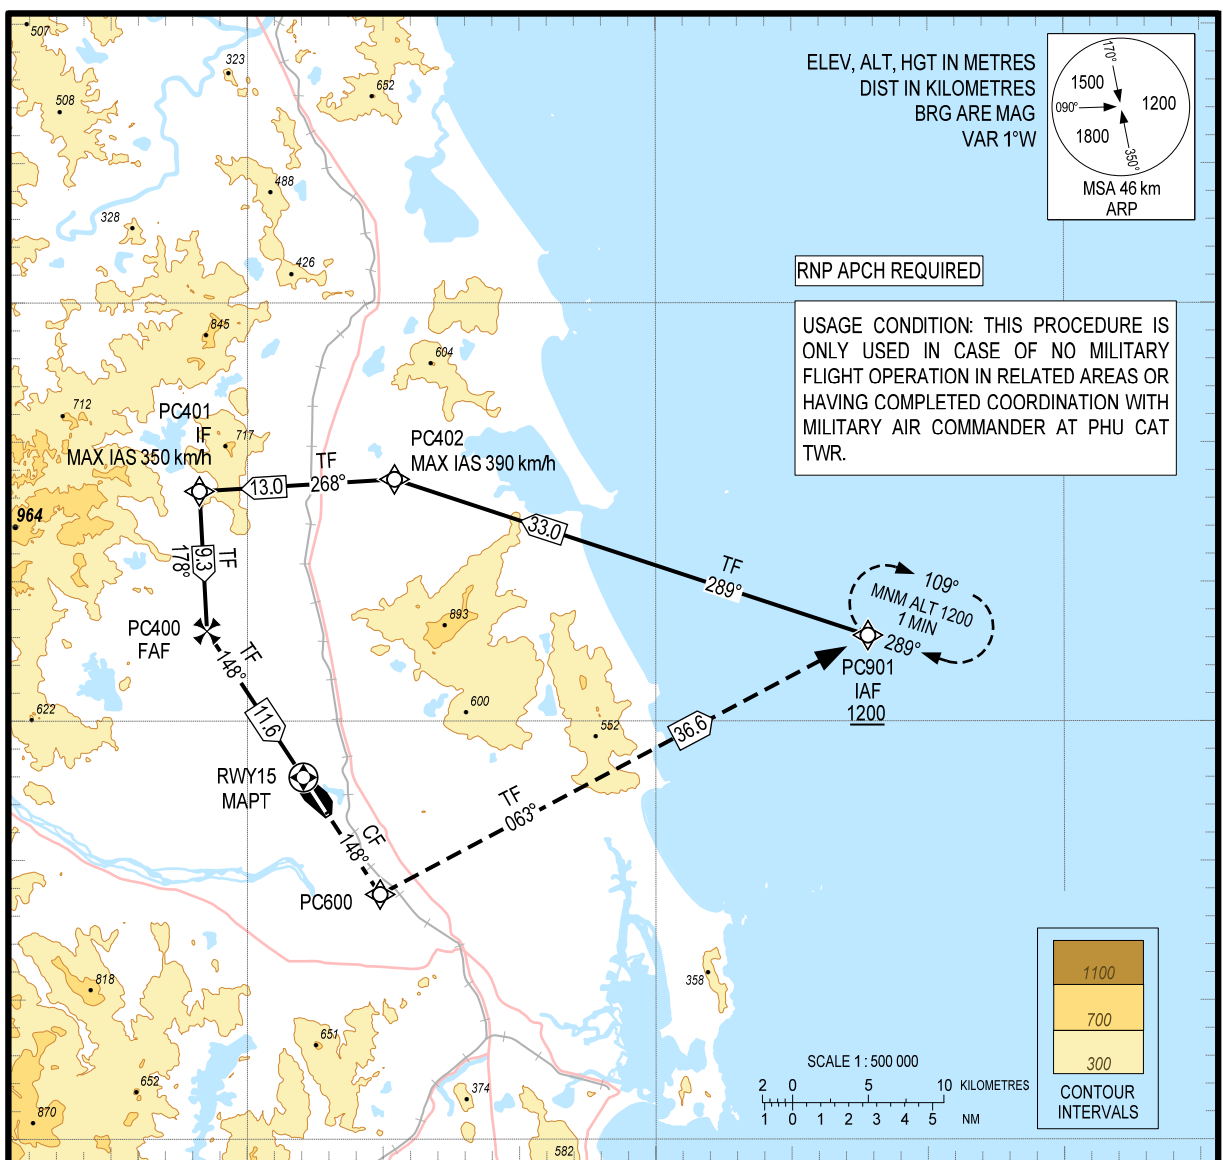 507
323
652
508
ELEV, ALT, HGT IN METRES
DIST IN KILOMETRES
BRG ARE MAG
VAR 1°W
170°
1500
1200
090°
1800
350°
MSA 46 km
ARP
488
328
426
RNP APCH REQUIRED
USAGE CONDITION: THIS PROCEDURE IS
ONLY USED IN CASE OF NO MILITARY
FLIGHT OPERATION IN RELATED AREAS OR
HAVING COMPLETED COORDINATION WITH
MILITARY AIR COMMANDER AT PHU CAT
TWR.
845
604
712
717
PC401
IF
MAX IAS 350 km/h
PC402
MAX IAS 390 km/h
TF
268°
13.0
964
33.0
TF
289°
9.3
TF
178°
109°
MNM ALT 1200
1 MIN
289°
PC901
IAF
1200
893
PC400
FAF
TF
148°
11.6
622
600
552
36.6
RWY15
MAPT
TF
063°
CF
148°
PC600
818
358
651
652
870
374
582
1100
700
300
CONTOUR
INTERVALS
SCALE 1 : 500 000
2 0 5 10 KILOMETRES
1 0 1 2 3 4 5 NM